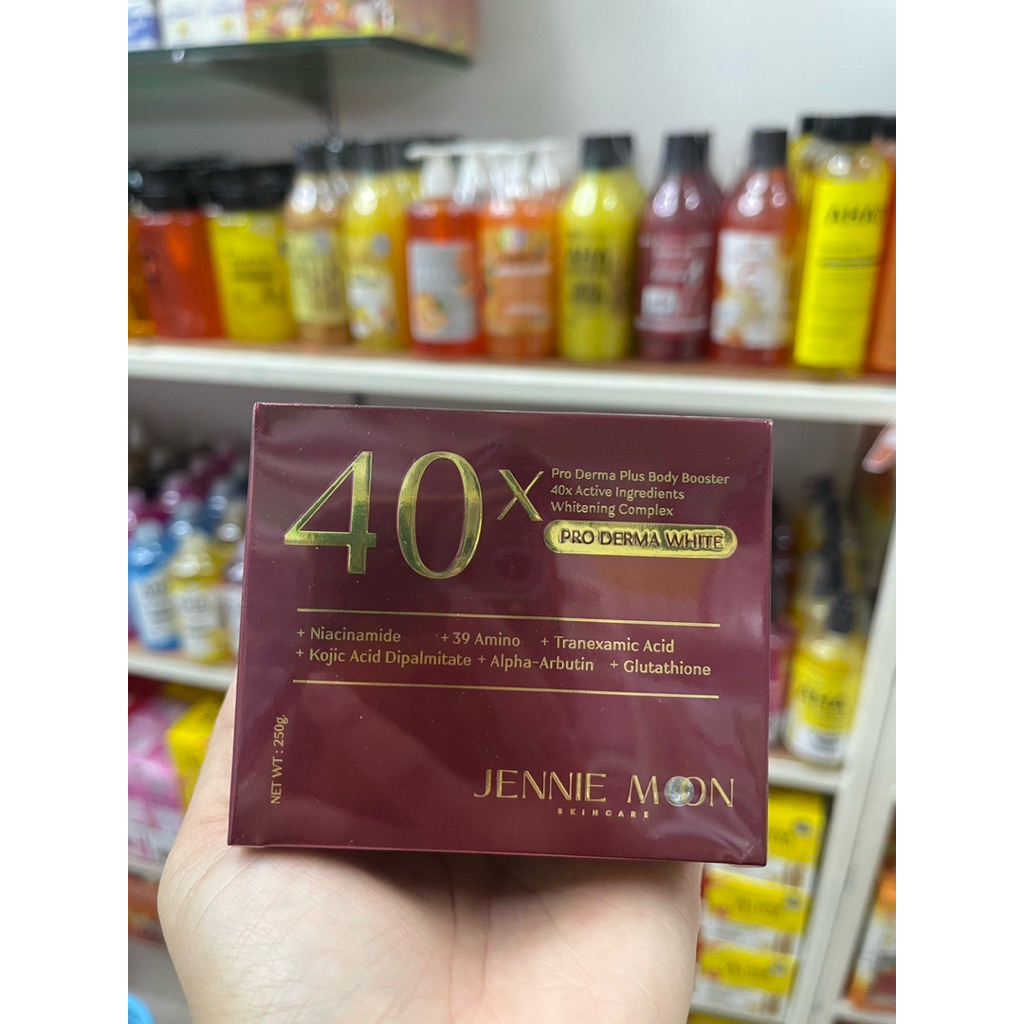 AHA
40X
Pro Derma Plus Body Booster
40x Active Ingredients
Whitening Complex
PRO DERMA WHITE
+ Niacinamide + 39 Amino + Tranexamic Acid
+ Kojic Acid Dipalmitate + Alpha-Arbutin + Glutathione
NET WT : 250g.
JENNIE MOON
SKINCARE